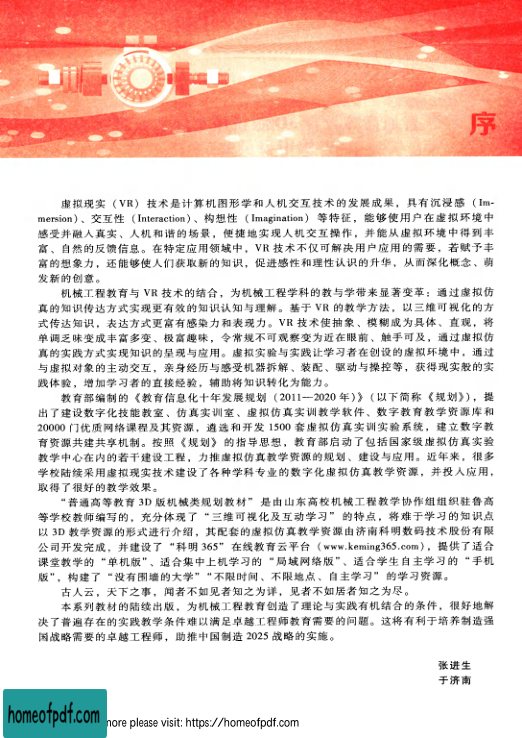 序
虚拟现实（VR）技术是计算机图形学和人机交互技术的发展成果，具有沉浸感（Im-
mersion）、交互性（Interaction）、构想性（Imagination）等特征，能够使用户在虚拟环境中
感受并融入真实、人机和谐的场景，便捷地实现人机交互操作，并能从虚拟环境中得到丰
富、自然的反馈信息。在特定应用领域中，VR 技术不仅可解决用户应用的需要，若赋予丰
富的想象力，还能够使人们获取新的知识，促进感性和理性认识的升华，从而深化概念、萌
发新的创意。
机械工程教育与 VR 技术的结合，为机械工程学科的教与学带来显著变革：通过虚拟仿
真的知识传达方式实现更有效的知识认知与理解。基于 VR 的教学方法，以三维可视化的方
式传达知识，表达方式更富有感染力和表现力。VR 技术使抽象、模糊成为具体、直观，将
单调乏味变成丰富多变、极富趣味，令常规不可观察变为近在眼前、触手可及，通过虚拟仿
真的实践方式实现知识的呈现与应用。虚拟实验与实践让学习者在创设的虚拟环境中，通过
与虚拟对象的主动交互，亲身经历与感受机器拆解、装配、驱动与操控等，获得现实般的实
践体验，增加学习者的直接经验，辅助将知识转化为能力。
教育部编制的《教育信息化十年发展规划（2011—2020 年）》（以下简称《规划》），提
出了建设数字化技能教室、仿真实训室、虚拟仿真实训教学软件、数字教育教学资源库和
20000 门优质网络课程及其资源，遴选和开发 1500 套虚拟仿真实训实验系统，建立数字教
育资源共建共享机制。按照《规划》的指导思想，教育部启动了包括国家级虚拟仿真实验
教学中心在内的若干建设工程，力推虚拟仿真教学资源的规划、建设与应用。近年来，很多
学校陆续采用虚拟现实技术建设了各种学科专业的数字化虚拟仿真教学资源，并投入应用，
取得了很好的教学效果。
“普通高等教育 3D 版机械类规划教材”是由山东高校机械工程教学协作组组织驻鲁高
等学校教师编写的，充分体现了“三维可视化及互动学习”的特点，将难于学习的知识点
以 3D 教学资源的形式进行介绍，其配套的虚拟仿真教学资源由济南科明数码技术股份有限
公司开发完成，并建设了“科明 365”在线教育云平台（www.keming365.com），提供了适合
课堂教学的“单机版”、适合集中上机学习的“局域网络版”、适合学生自主学习的“手机
版”，构建了“没有围墙的大学”“不限时间、不限地点、自主学习”的学习资源。
古人云，天下之事，闻者不如见者知之为详，见者不如居者知之为尽。
本系列教材的陆续出版，为机械工程教育创造了理论与实践有机结合的条件，很好地解
决了普遍存在的实践教学条件难以满足卓越工程师教育需要的问题。这将有利于培养制造强
国战略需要的卓越工程师，助推中国制造 2025 战略的实施。
张进生
于济南
homeofpdf.com
more please visit: https://homeofpdf.com